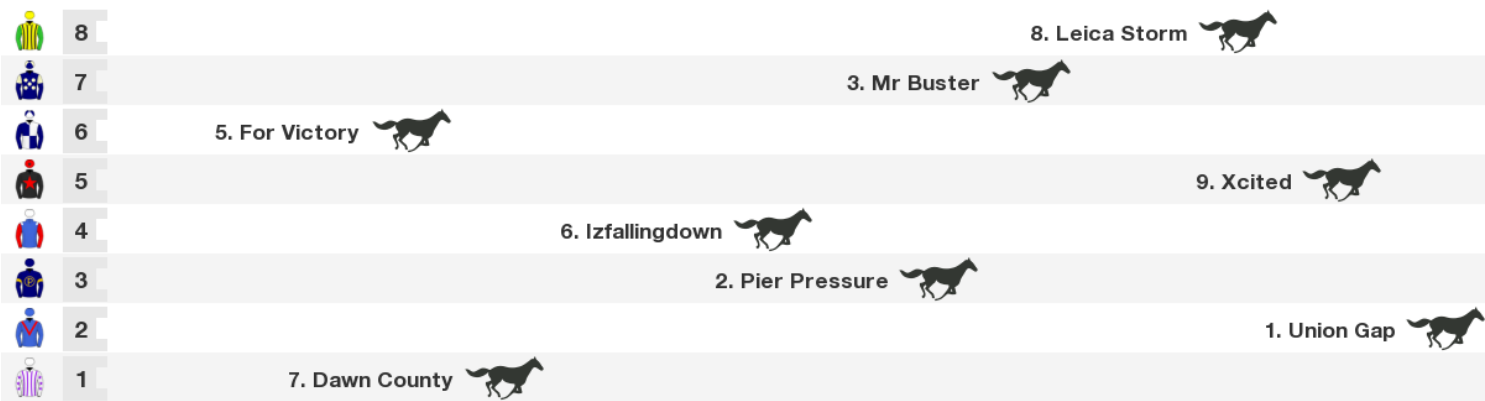 8 8. Leica Storm
7 3. Mr Buster
6 5. For Victory
5 9. Xcited
4 6. Izfallingdown
3 2. Pier Pressure
2 1. Union Gap
1 7. Dawn County